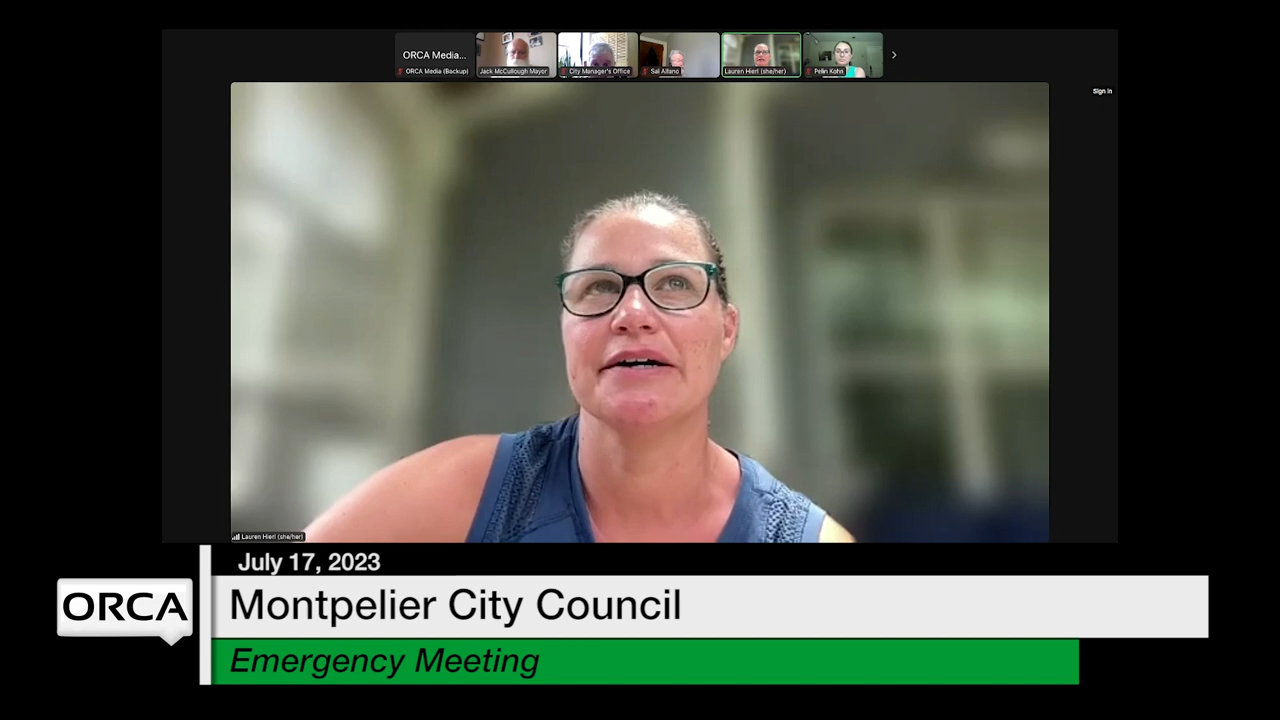 ORCA Media...
ORCA Media (Backup)
Jack McCullough Mayor
City Manager's Office
Sal Alfano
Lauren Hierl (she/her)
Pelin Kohn
Sign in
Lauren Hierl (she/her)
July 17, 2023
ORCA
Montpelier City Council
Emergency Meeting